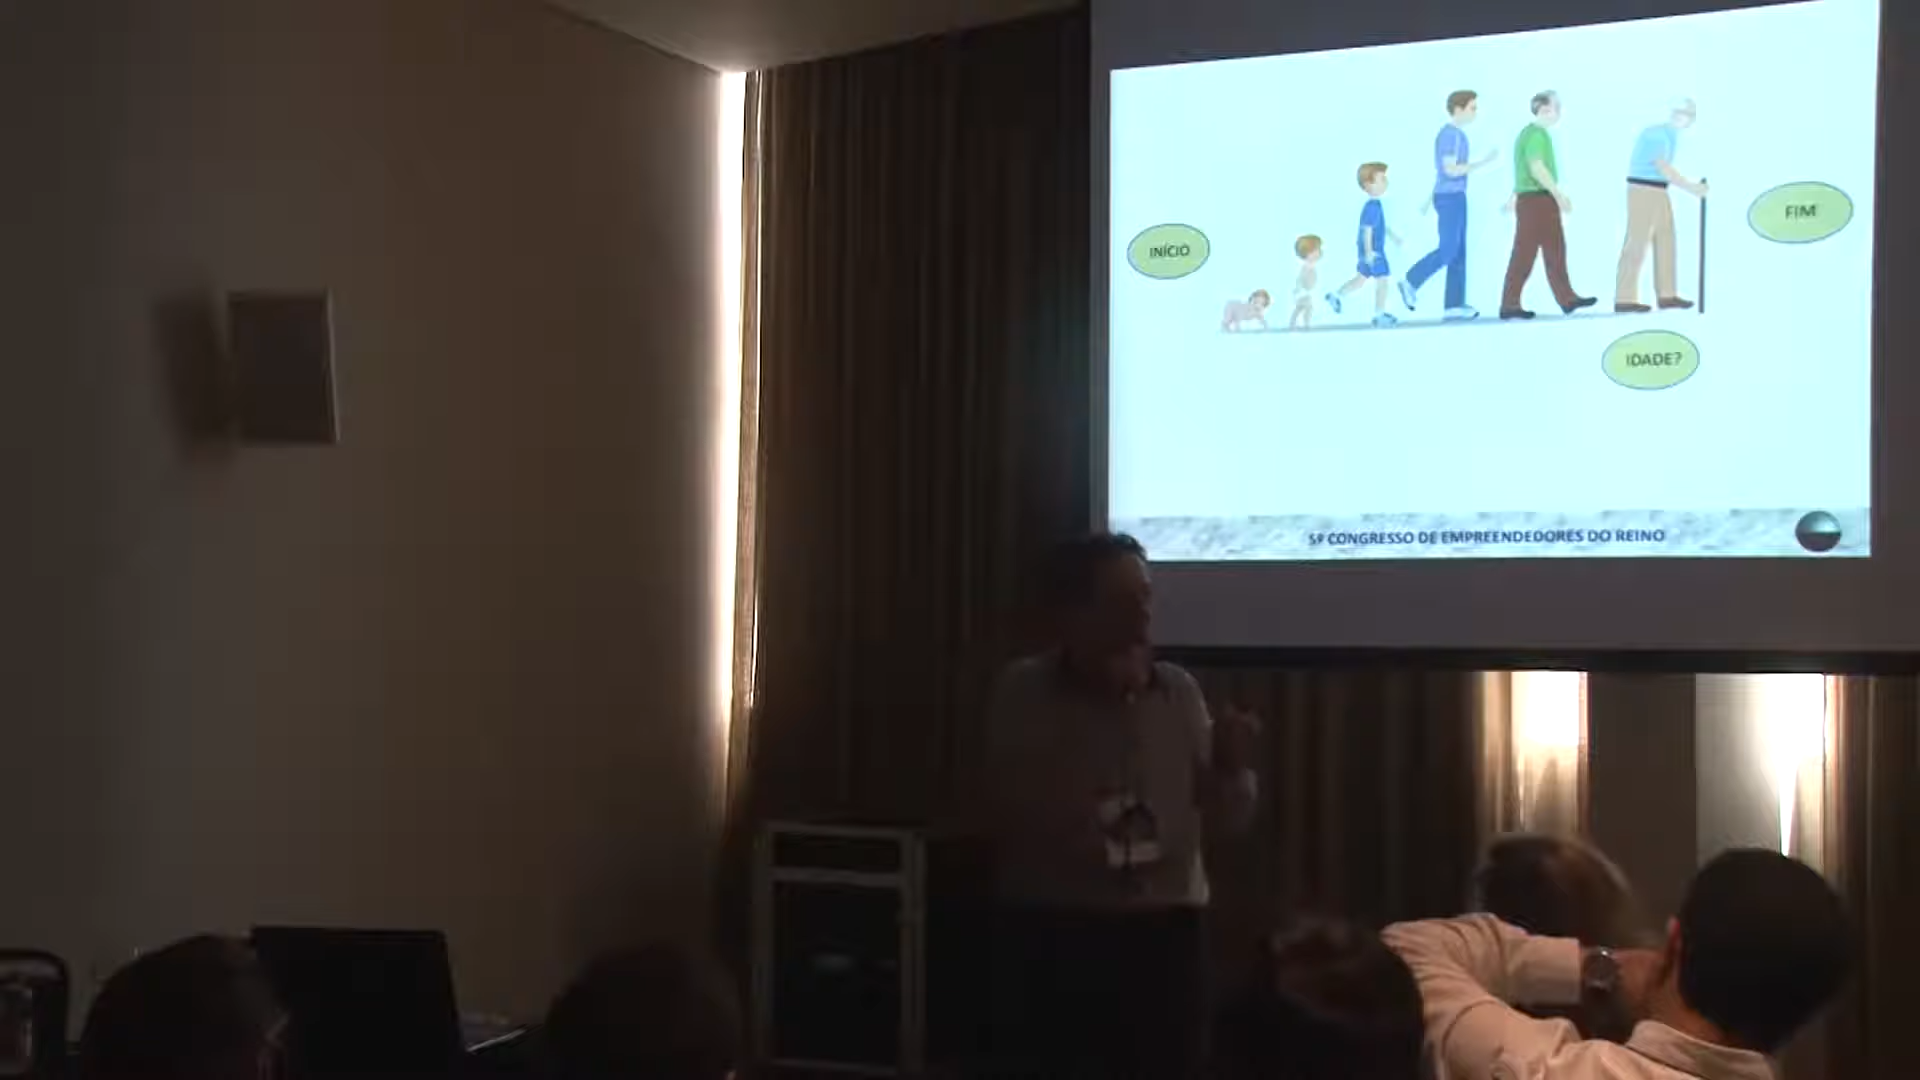 INÍCIO
FIM
IDADE?
5º CONGRESSO DE EMPREENDEDORES DO REINO